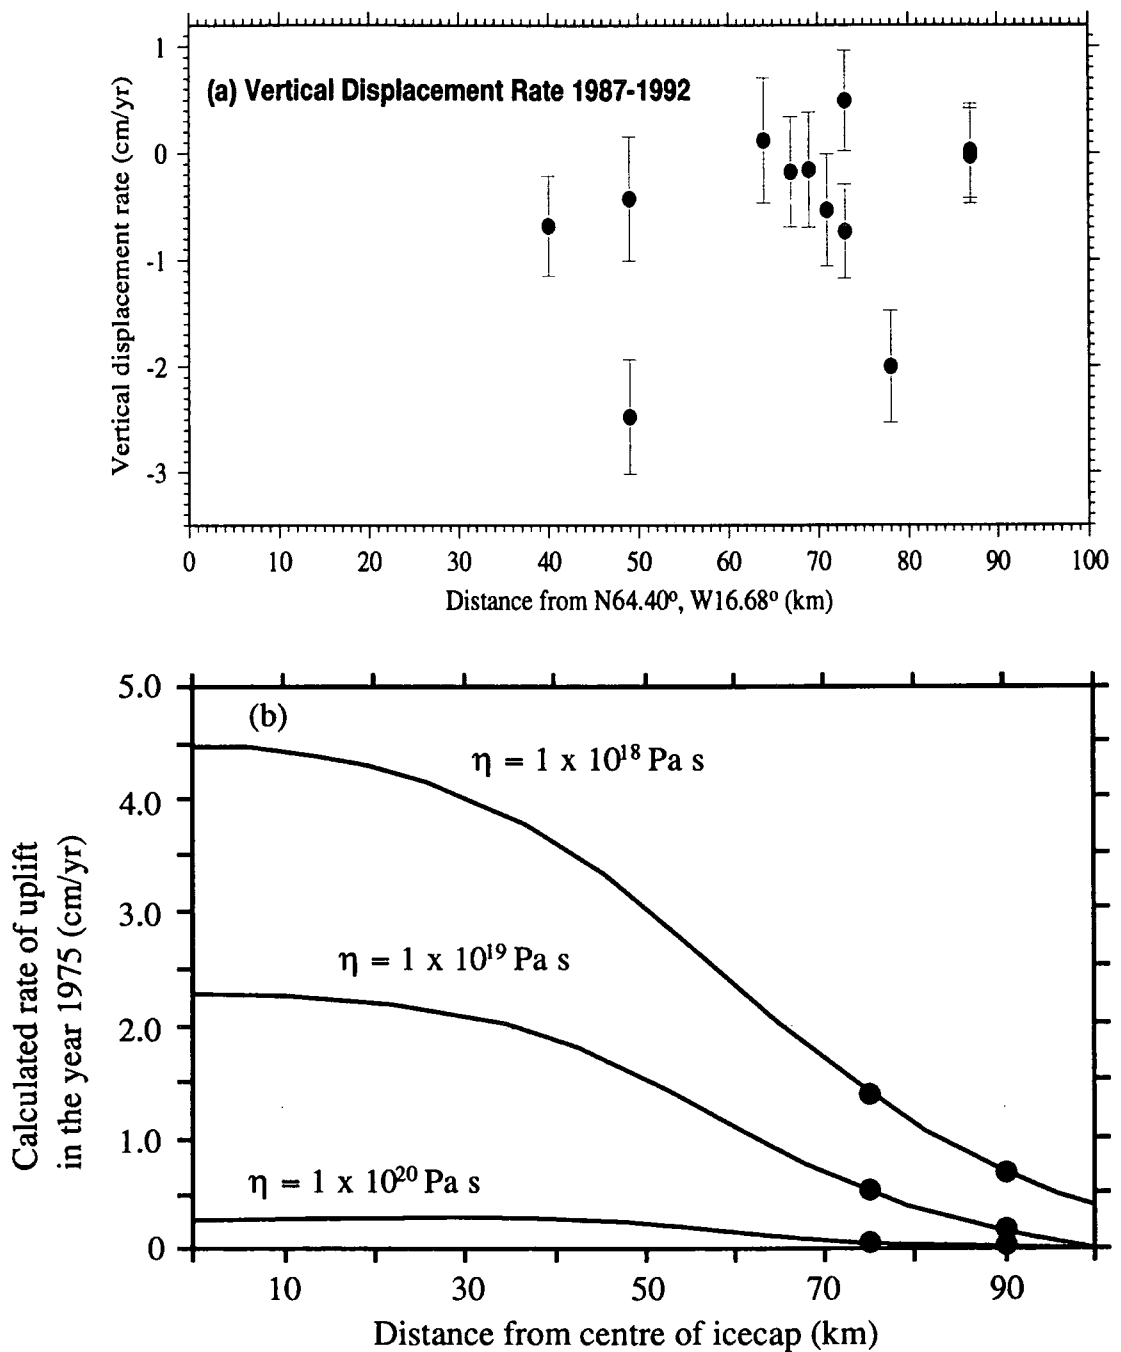 (a) Vertical Displacement Rate 1987-1992
Vertical displacement rate (cm/yr)
1
0
-1
-2
-3
0 10 20 30 40 50 60 70 80 90 100
Distance from N64.40º, W16.68º (km)
(b)
Calculated rate of uplift
in the year 1975 (cm/yr)
5.0
4.0
3.0
2.0
1.0
0
η = 1 x 10¹⁸ Pa s
η = 1 x 10¹⁹ Pa s
η = 1 x 10²⁰ Pa s
10 30 50 70 90
Distance from centre of icecap (km)